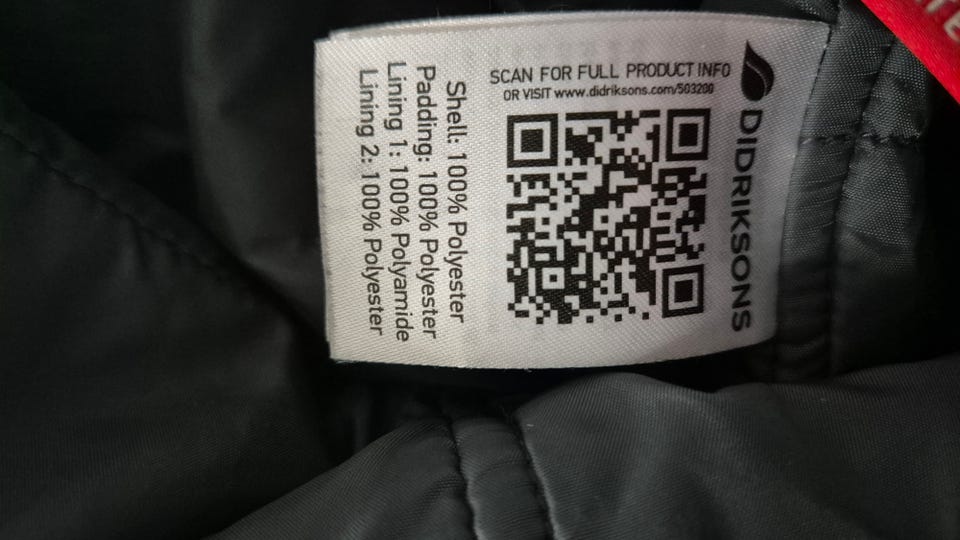 DIDRIKSONS
SCAN FOR FULL PRODUCT INFO
OR VISIT www.didriksons.com/503200
Shell: 100% Polyester
Padding: 100% Polyester
Lining 1: 100% Polyamide
Lining 2: 100% Polyester